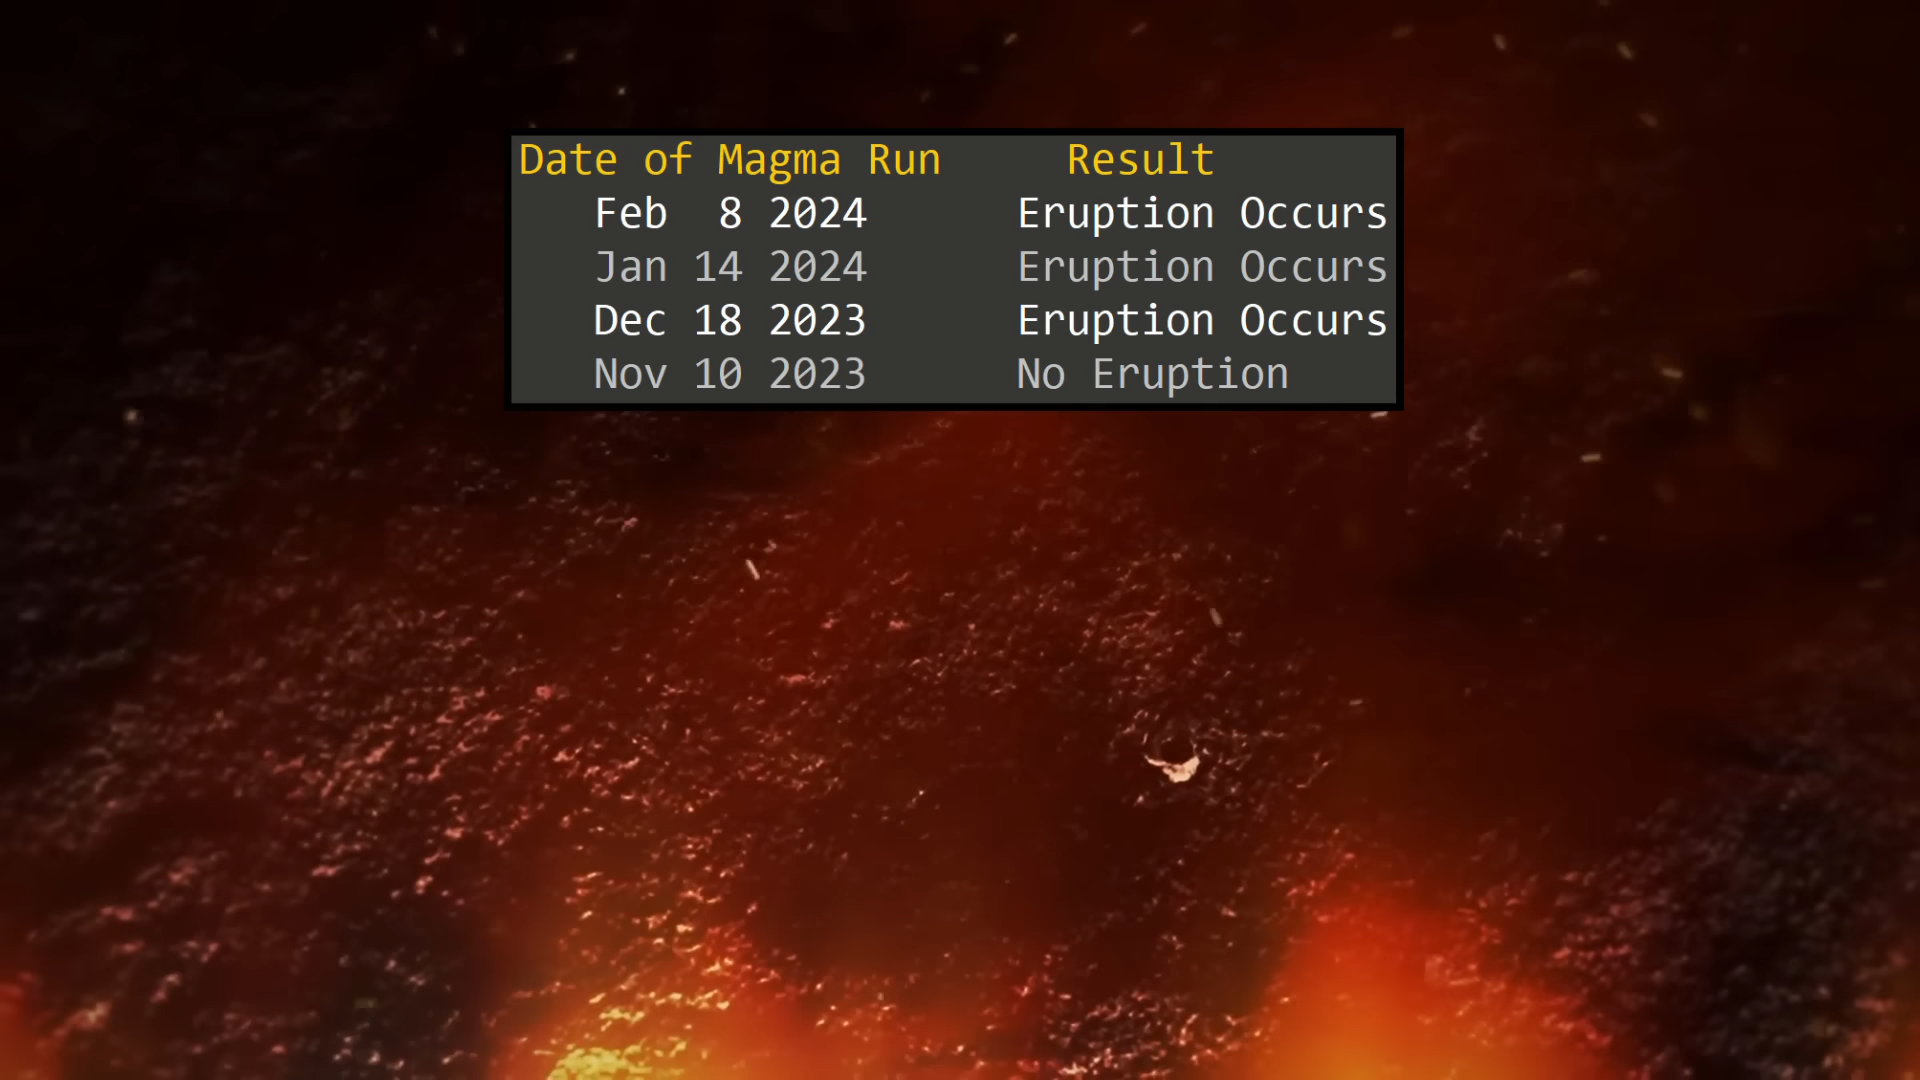 Date of Magma Run Result
Feb 8 2024 Eruption Occurs
Jan 14 2024 Eruption Occurs
Dec 18 2023 Eruption Occurs
Nov 10 2023 No Eruption